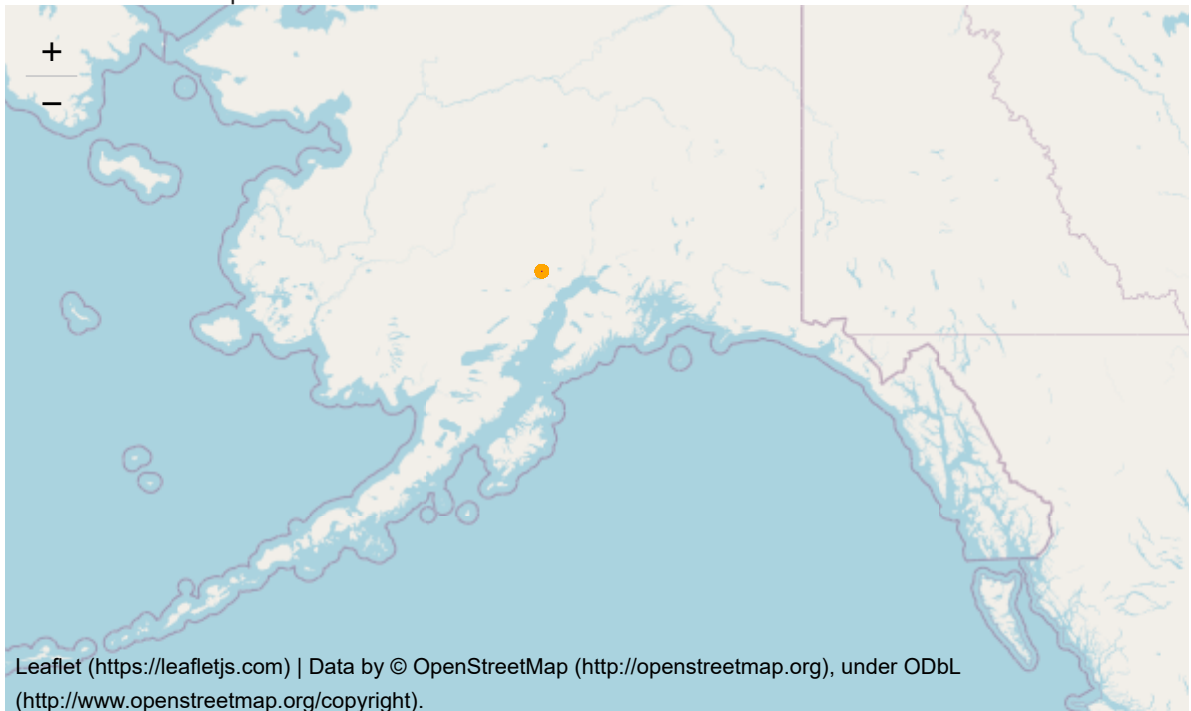 +
−
Leaflet (https://leafletjs.com) | Data by © OpenStreetMap (http://openstreetmap.org), under ODbL
(http://www.openstreetmap.org/copyright).